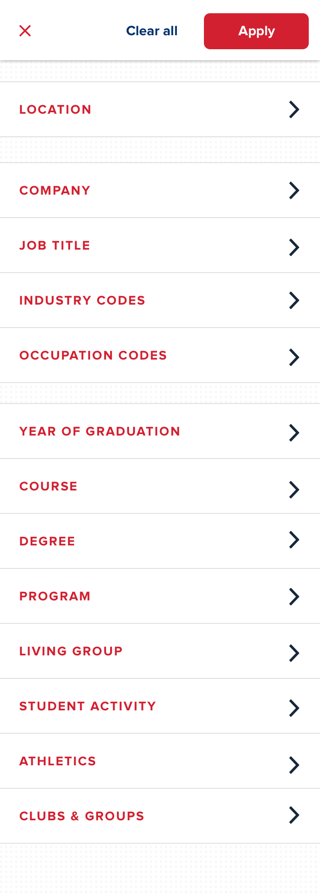 Clear all Apply
LOCATION
COMPANY
JOB TITLE
INDUSTRY CODES
OCCUPATION CODES
YEAR OF GRADUATION
COURSE
DEGREE
PROGRAM
LIVING GROUP
STUDENT ACTIVITY
ATHLETICS
CLUBS & GROUPS